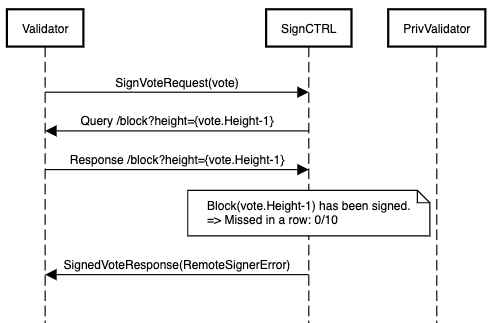 Validator
SignCTRL
PrivValidator
SignVoteRequest(vote)
Query /block?height={vote.Height-1}
Response /block?height={vote.Height-1}
Block(vote.Height-1) has been signed.
=> Missed in a row: 0/10
SignedVoteResponse(RemoteSignerError)